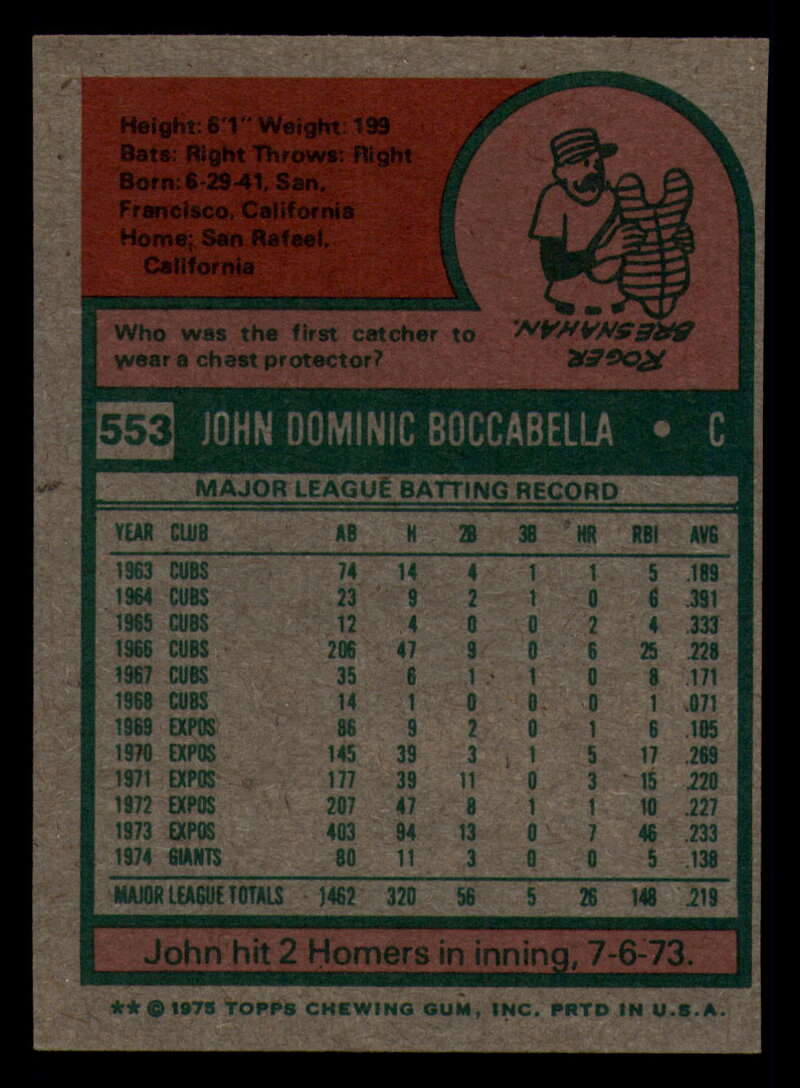 Height: 6'1" Weight: 199
Bats: Right Throws: Right
Born: 6-29-41, San,
Francisco, California
Home; San Rafael,
California
Who was the first catcher to
wear a chest protector?
ROGER
BRESNAHAN.
553 JOHN DOMINIC BOCCABELLA • C
MAJOR LEAGUE BATTING RECORD
YEAR CLUB AB H 2B 3B HR RBI AVG
1963 CUBS 74 14 4 1 1 5 .189
1964 CUBS 23 9 2 1 0 6 .391
1965 CUBS 12 4 0 0 2 4 .333
1966 CUBS 206 47 9 0 6 25 .228
1967 CUBS 35 6 1 1 0 8 .171
1968 CUBS 14 1 0 0 0 1 .071
1969 EXPOS 86 9 2 0 1 6 .105
1970 EXPOS 145 39 3 1 5 17 .269
1971 EXPOS 177 39 11 0 3 15 .220
1972 EXPOS 207 47 8 1 1 10 .227
1973 EXPOS 403 94 13 0 7 46 .233
1974 GIANTS 80 11 3 0 0 5 .138
MAJOR LEAGUE TOTALS 1462 320 56 5 26 148 .219
John hit 2 Homers in inning, 7-6-73.
** © 1975 TOPPS CHEWING GUM, INC. PRTD IN U.S.A.